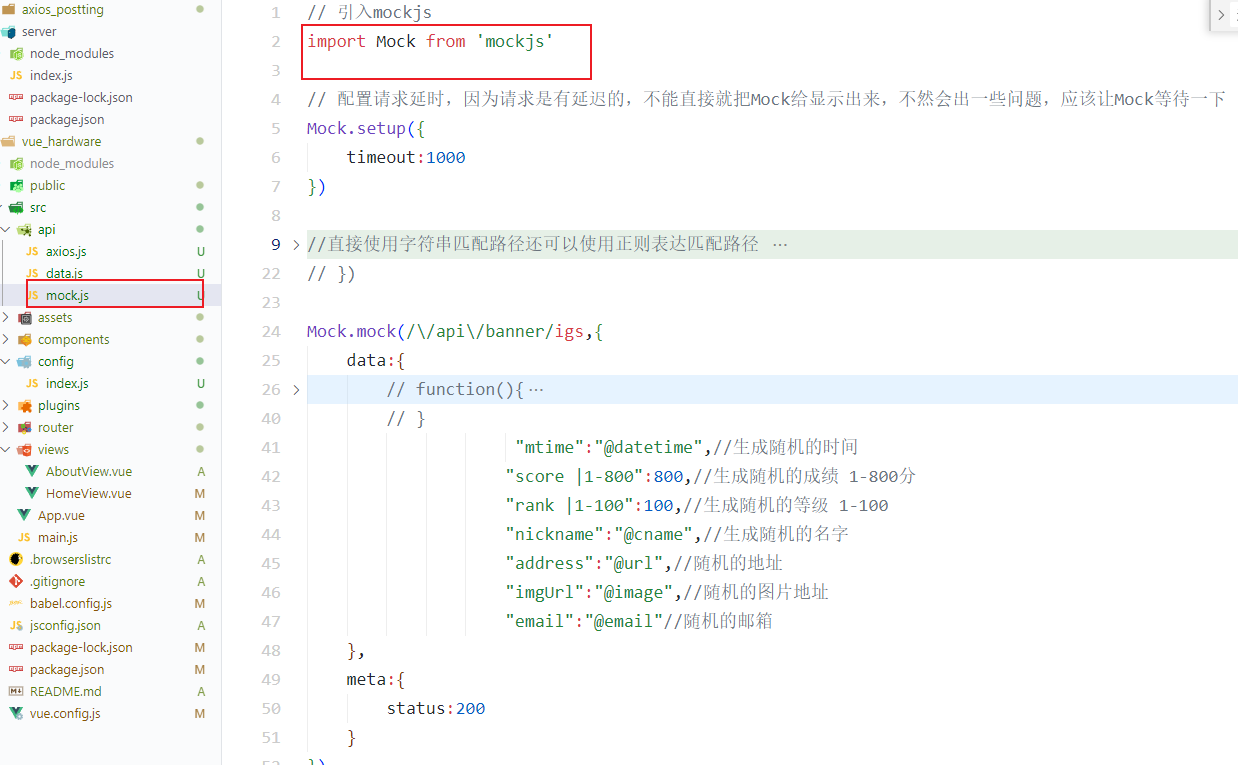 axios_postting
server
node_modules
index.js
package-lock.json
package.json
vue_hardware
node_modules
public
src
api
axios.js U
data.js U
mock.js U
assets
components
config
index.js U
plugins
router
views
AboutView.vue A
HomeView.vue M
App.vue M
main.js M
.browserslistrc A
.gitignore A
babel.config.js M
jsconfig.json A
package-lock.json M
package.json M
README.md A
vue.config.js M
1 // 引入mockjs
2 import Mock from 'mockjs'
3
4 // 配置请求延时，因为请求是有延迟的，不能直接就把Mock给显示出来，不然会出一些问题，应该让Mock等待一下
5 Mock.setup({
6 timeout:1000
7 })
8
9 //直接使用字符串匹配路径还可以使用正则表达匹配路径 …
22 // })
23
24 Mock.mock(/\/api\/banner/igs,{
25 data:{
26 // function(){…
40 // }
41 "mtime":"@datetime",//生成随机的时间
42 "score |1-800":800,//生成随机的成绩 1-800分
43 "rank |1-100":100,//生成随机的等级 1-100
44 "nickname":"@cname",//生成随机的名字
45 "address":"@url",//随机的地址
46 "imgUrl":"@image",//随机的图片地址
47 "email":"@email"//随机的邮箱
48 },
49 meta:{
50 status:200
51 }
52 })